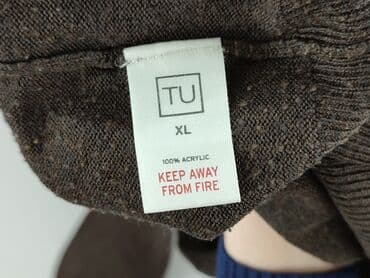 TU
XL
100% ACRYLIC
KEEP AWAY
FROM FIRE